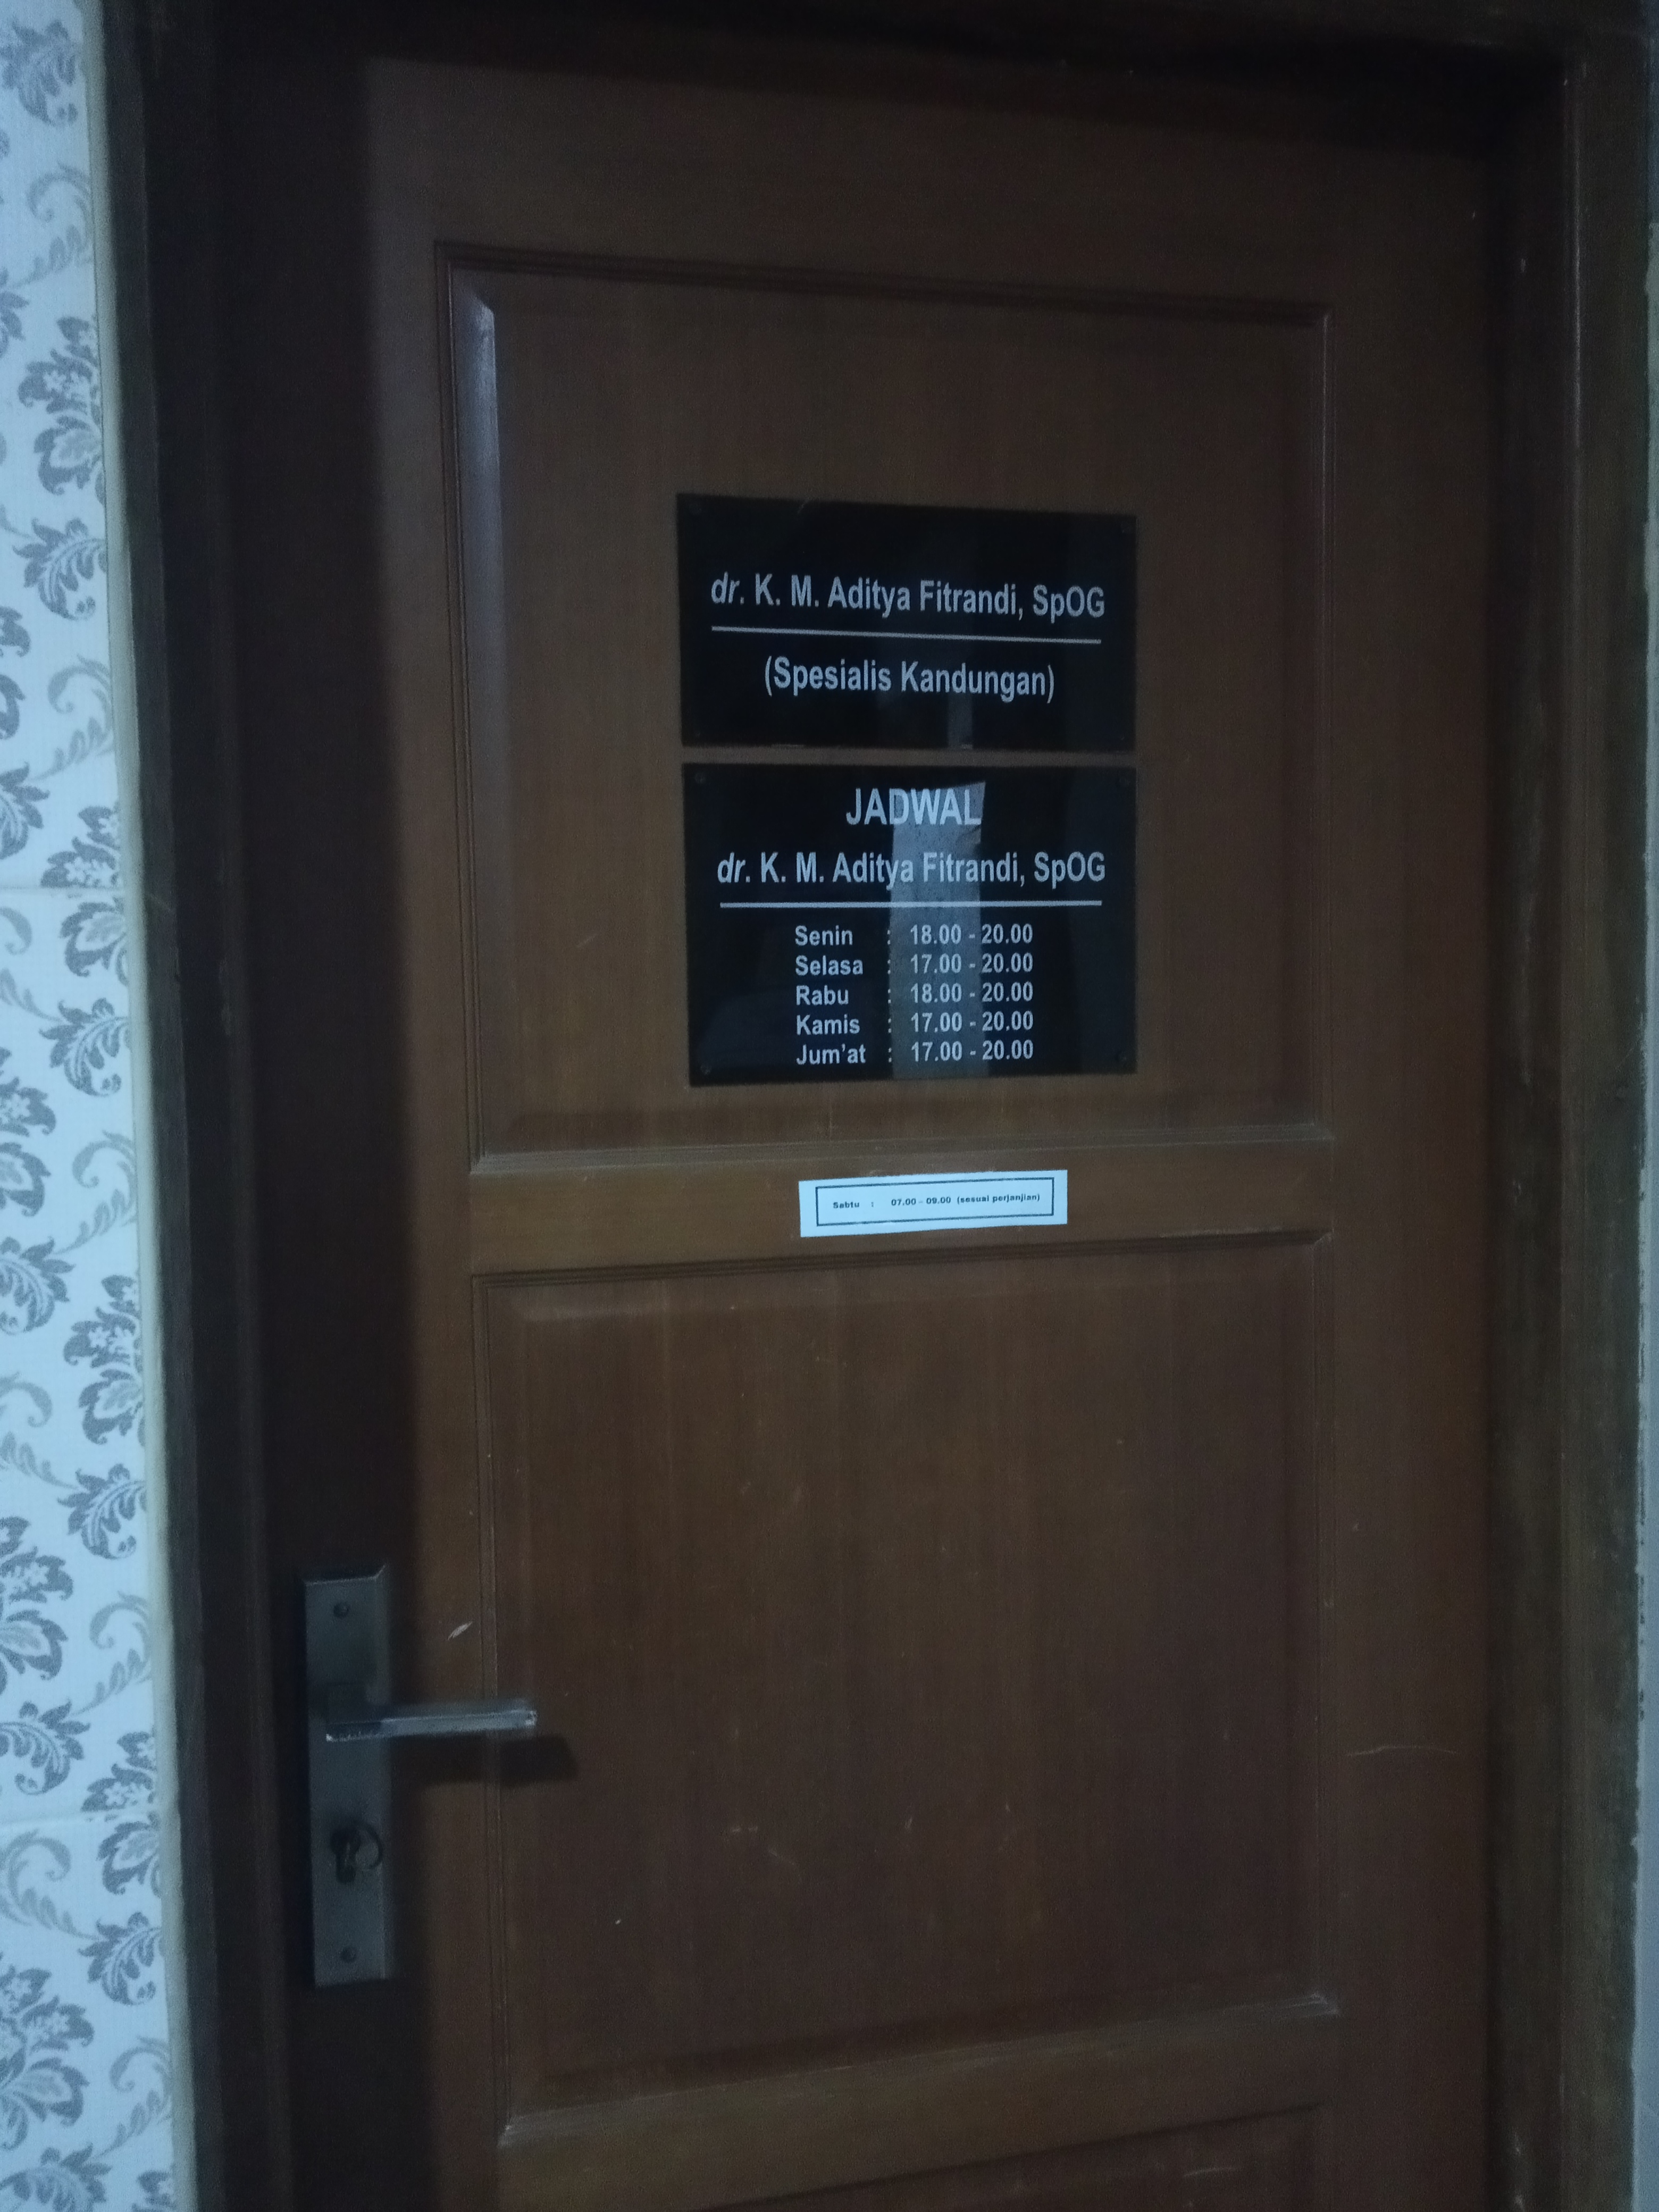 dr. K. M. Aditya Fitrandi, SpOG
(Spesialis Kandungan)
JADWAL
dr. K. M. Aditya Fitrandi, SpOG
Senin : 18.00 - 20.00
Selasa : 17.00 - 20.00
Rabu : 18.00 - 20.00
Kamis : 17.00 - 20.00
Jum'at : 17.00 - 20.00
Sabtu : 07.00 - 09.00 (sesuai perjanjian)